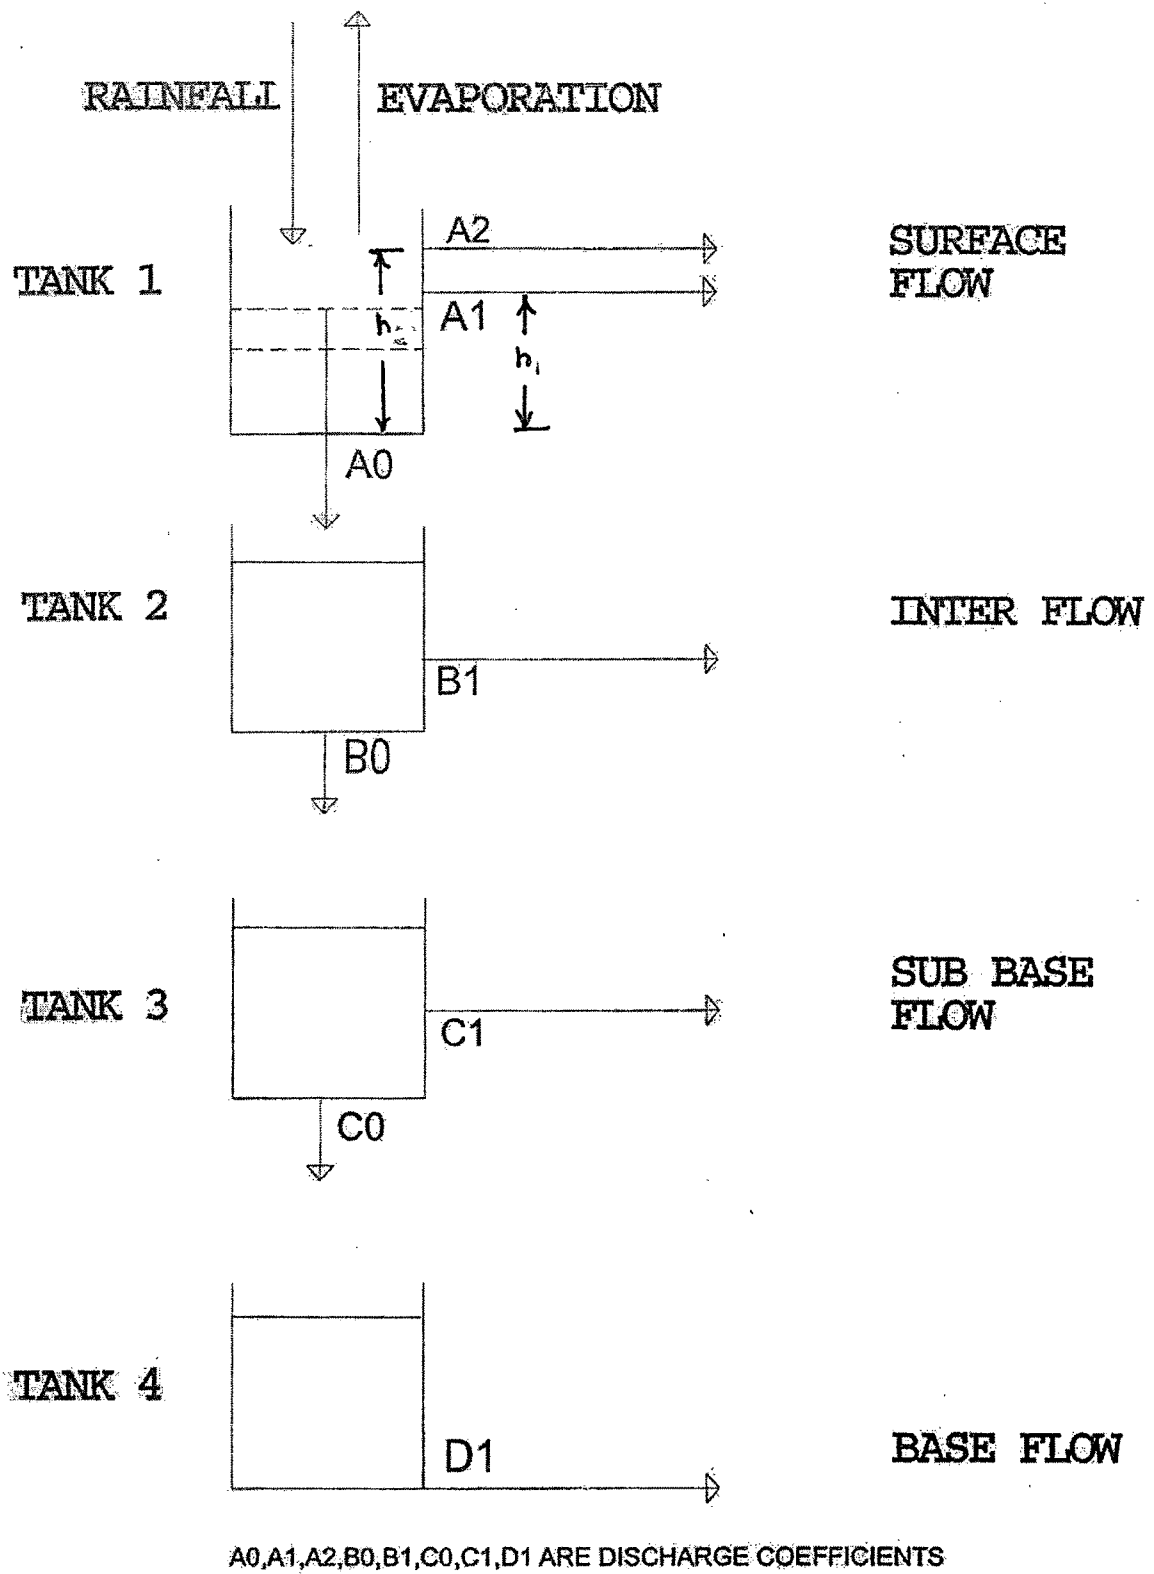 RAINFALL EVAPORATION
A2
SURFACE
FLOW
TANK 1
A1
h
h₁
A0
TANK 2
INTER FLOW
B1
B0
SUB BASE
FLOW
TANK 3
C1
C0
TANK 4
D1
BASE FLOW
A0,A1,A2,B0,B1,C0,C1,D1 ARE DISCHARGE COEFFICIENTS